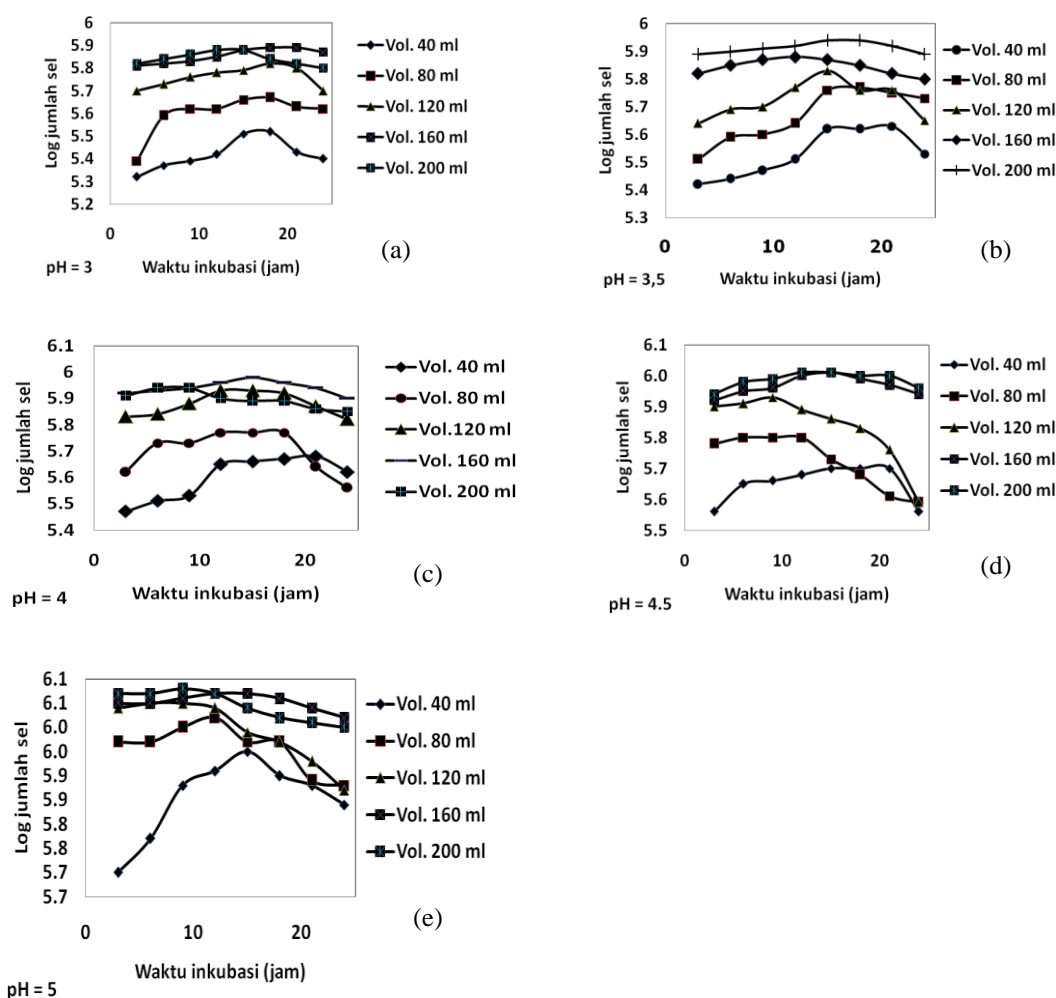 Log jumlah sel
6
5.9
5.8
5.7
5.6
5.5
5.4
5.3
5.2
0 10 20
Waktu inkubasi (jam)
pH = 3
Vol. 40 ml
Vol. 80 ml
Vol. 120 ml
Vol. 160 ml
Vol. 200 ml
(a)
Log jumlah sel
6
5.9
5.8
5.7
5.6
5.5
5.4
5.3
0 10 20
Waktu inkubasi (jam)
pH = 3,5
Vol. 40 ml
Vol. 80 ml
Vol. 120 ml
Vol. 160 ml
Vol. 200 ml
(b)
Log jumlah sel
6.1
6
5.9
5.8
5.7
5.6
5.5
5.4
0 10 20
Waktu inkubasi (jam)
pH = 4
Vol. 40 ml
Vol. 80 ml
Vol.120 ml
Vol. 160 ml
Vol. 200 ml
(c)
Log jumlah sel
6.1
6.0
5.9
5.8
5.7
5.6
5.5
0 10 20
Waktu inkubasi (jam)
pH = 4.5
Vol. 40 ml
Vol. 80 ml
Vol. 120 ml
Vol. 160 ml
Vol. 200 ml
(d)
Log jumlah sel
6.1
6.1
6.0
6.0
5.9
5.9
5.8
5.8
5.7
5.7
0 10 20
Waktu inkubasi (jam)
pH = 5
Vol. 40 ml
Vol. 80 ml
Vol. 120 ml
Vol. 160 ml
Vol. 200 ml
(e)